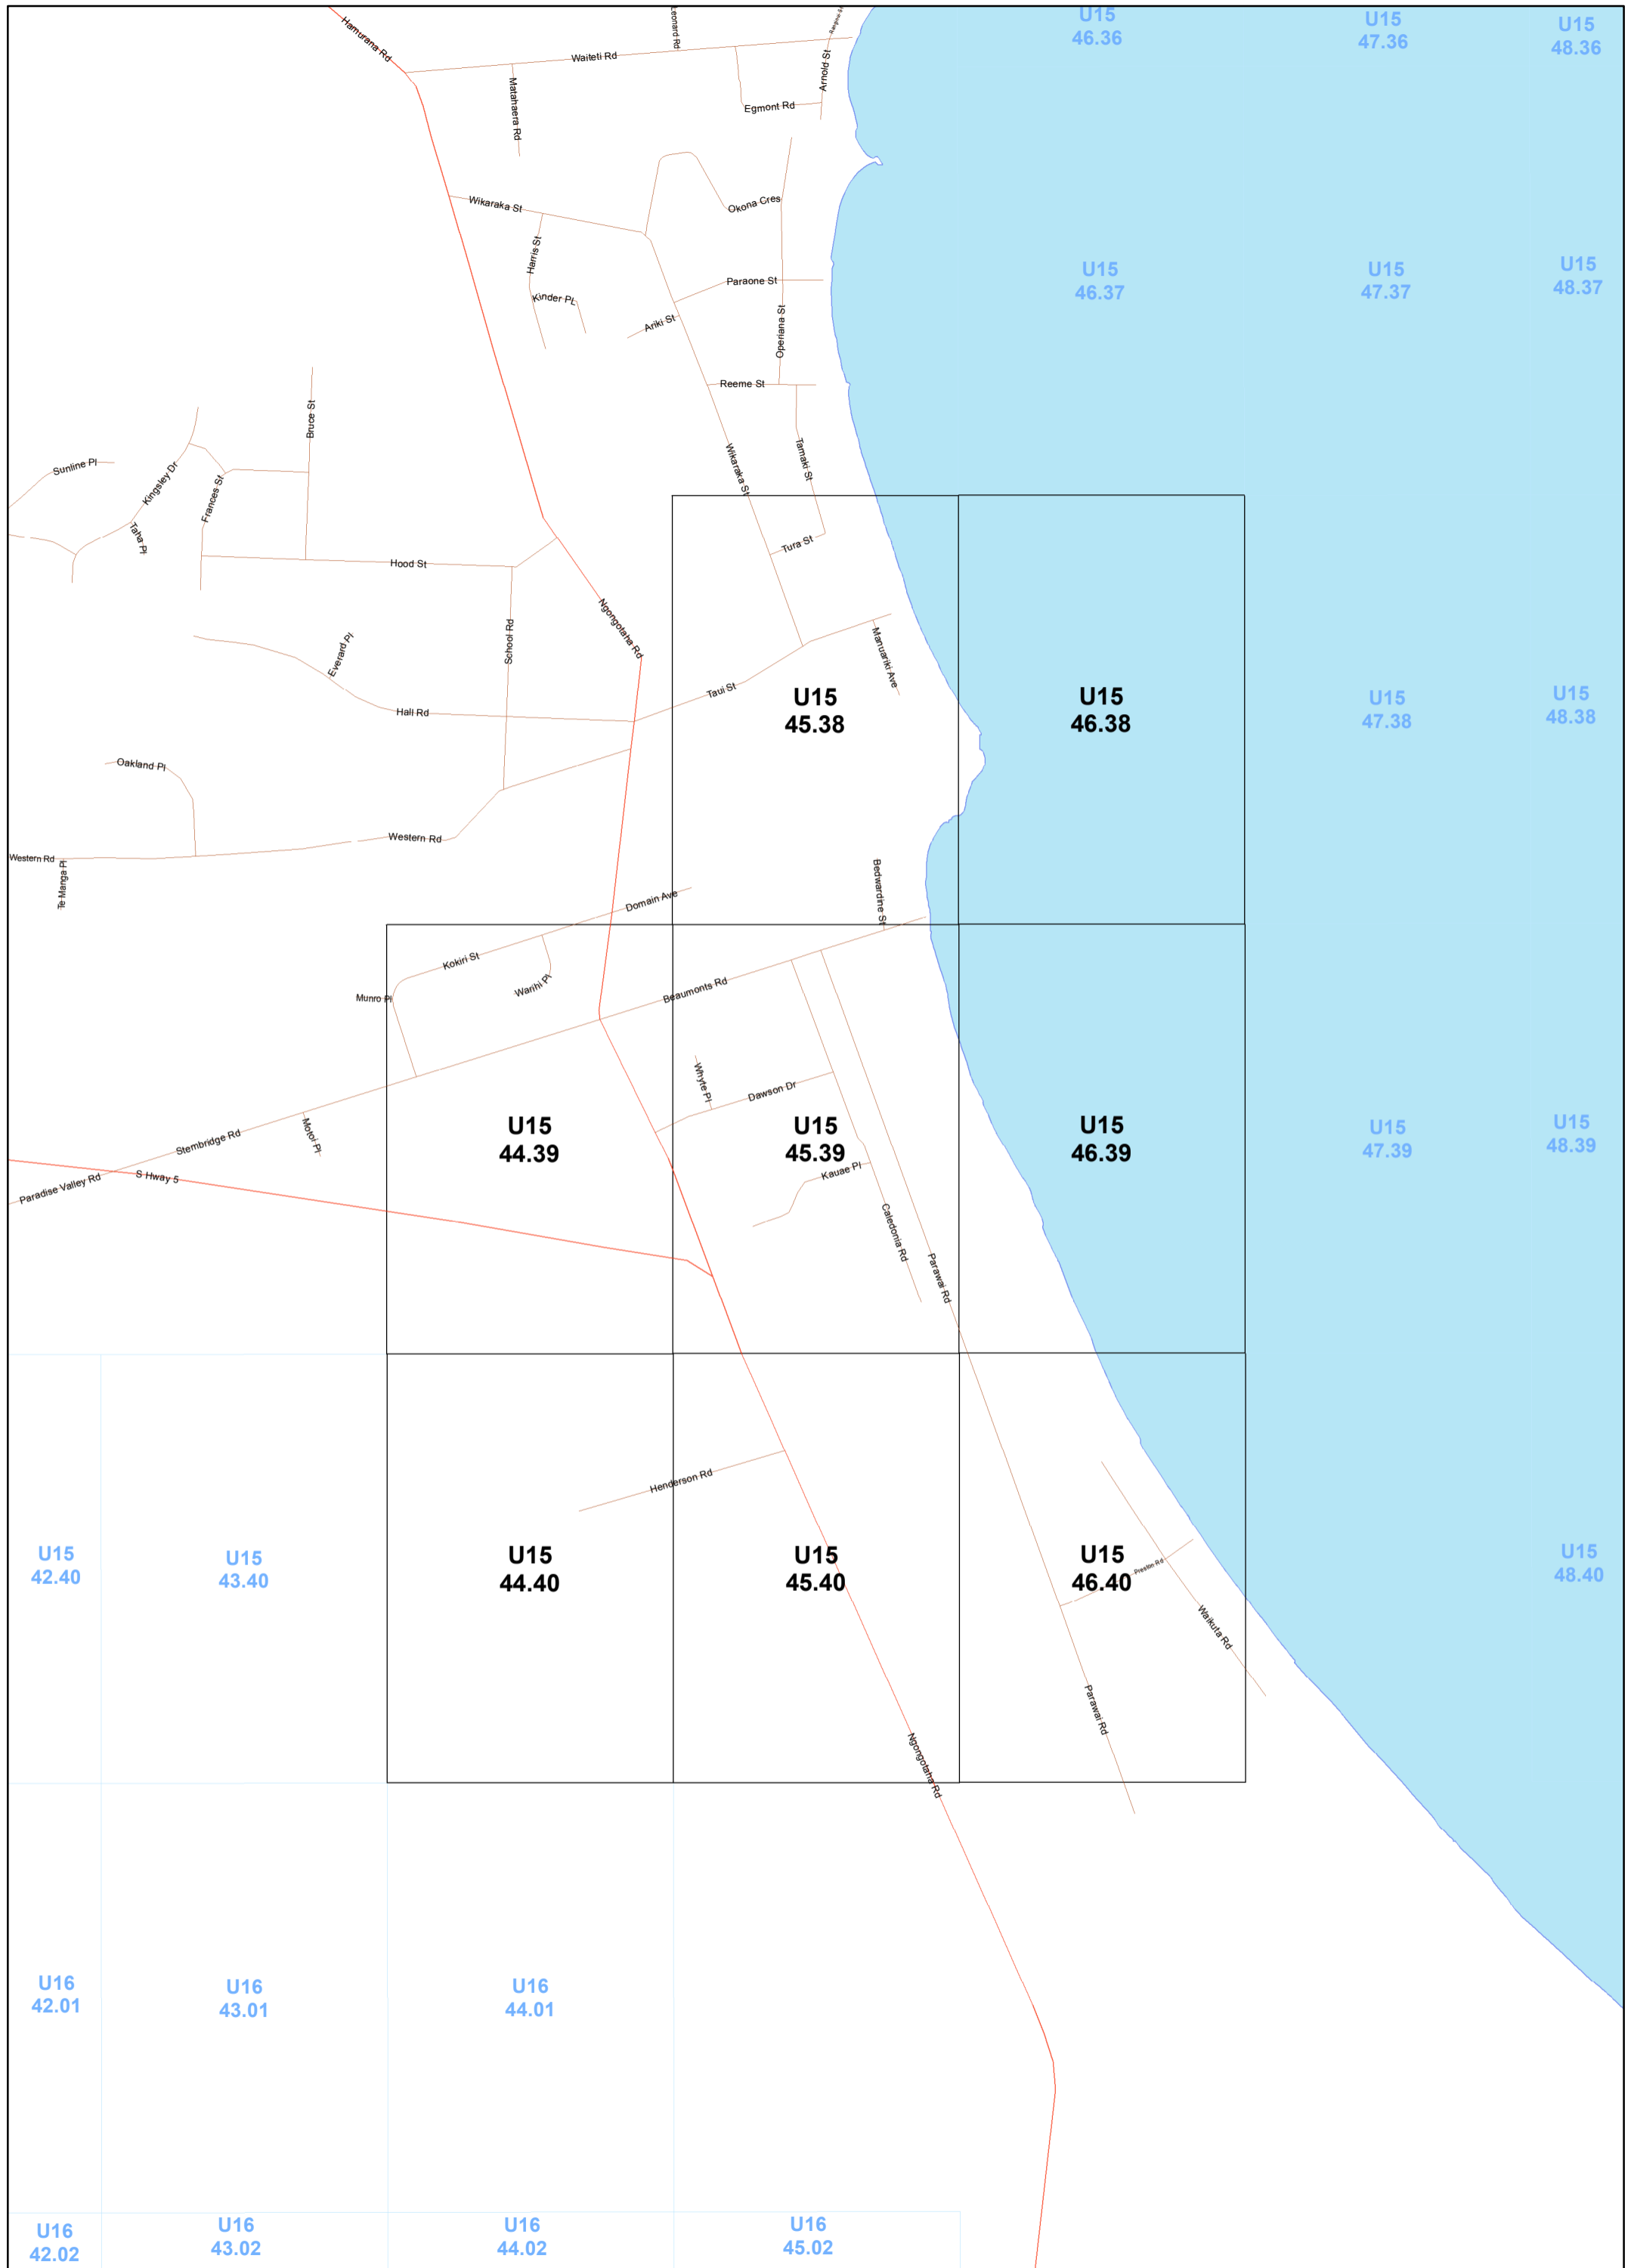 Hamurana Rd
Leonard Rd
Waiteti Rd
Arnold St
U15
46.36
U15
47.36
U15
48.36
Matahaera Rd
Egmont Rd
Wikaraka St
Okona Cres
Harris St
Kinder PL
Paraone St
Ariki St
Operiana St
U15
46.37
U15
47.37
U15
48.37
Reeme St
Bruce St
Sunline Pl
Kingsley Dr
Frances St
Taha Pl
Wikaraka St
Tamaki St
Tura St
Hood St
Ngongotaha Rd
School Rd
Everard Pl
Manuariki Ave
Taui St
Hall Rd
U15
45.38
U15
46.38
U15
47.38
U15
48.38
Oakland Pl
Western Rd
Western Rd
Te Manga Pl
Bedwardine St
Domain Ave
Kokiri St
Warihi Pl
Munro Pl
Beaumonts Rd
Whyte Pl
Dawson Dr
Motoi Pl
Stembridge Rd
S Hway 5
Paradise Valley Rd
U15
44.39
U15
45.39
U15
46.39
U15
47.39
U15
48.39
Kauae Pl
Caledonia Rd
Parawai Rd
Henderson Rd
U15
42.40
U15
43.40
U15
44.40
U15
45.40
U15
46.40
U15
48.40
Preston Rd
Waikuta Rd
Parawai Rd
Ngongotaha Rd
U16
42.01
U16
43.01
U16
44.01
U16
42.02
U16
43.02
U16
44.02
U16
45.02